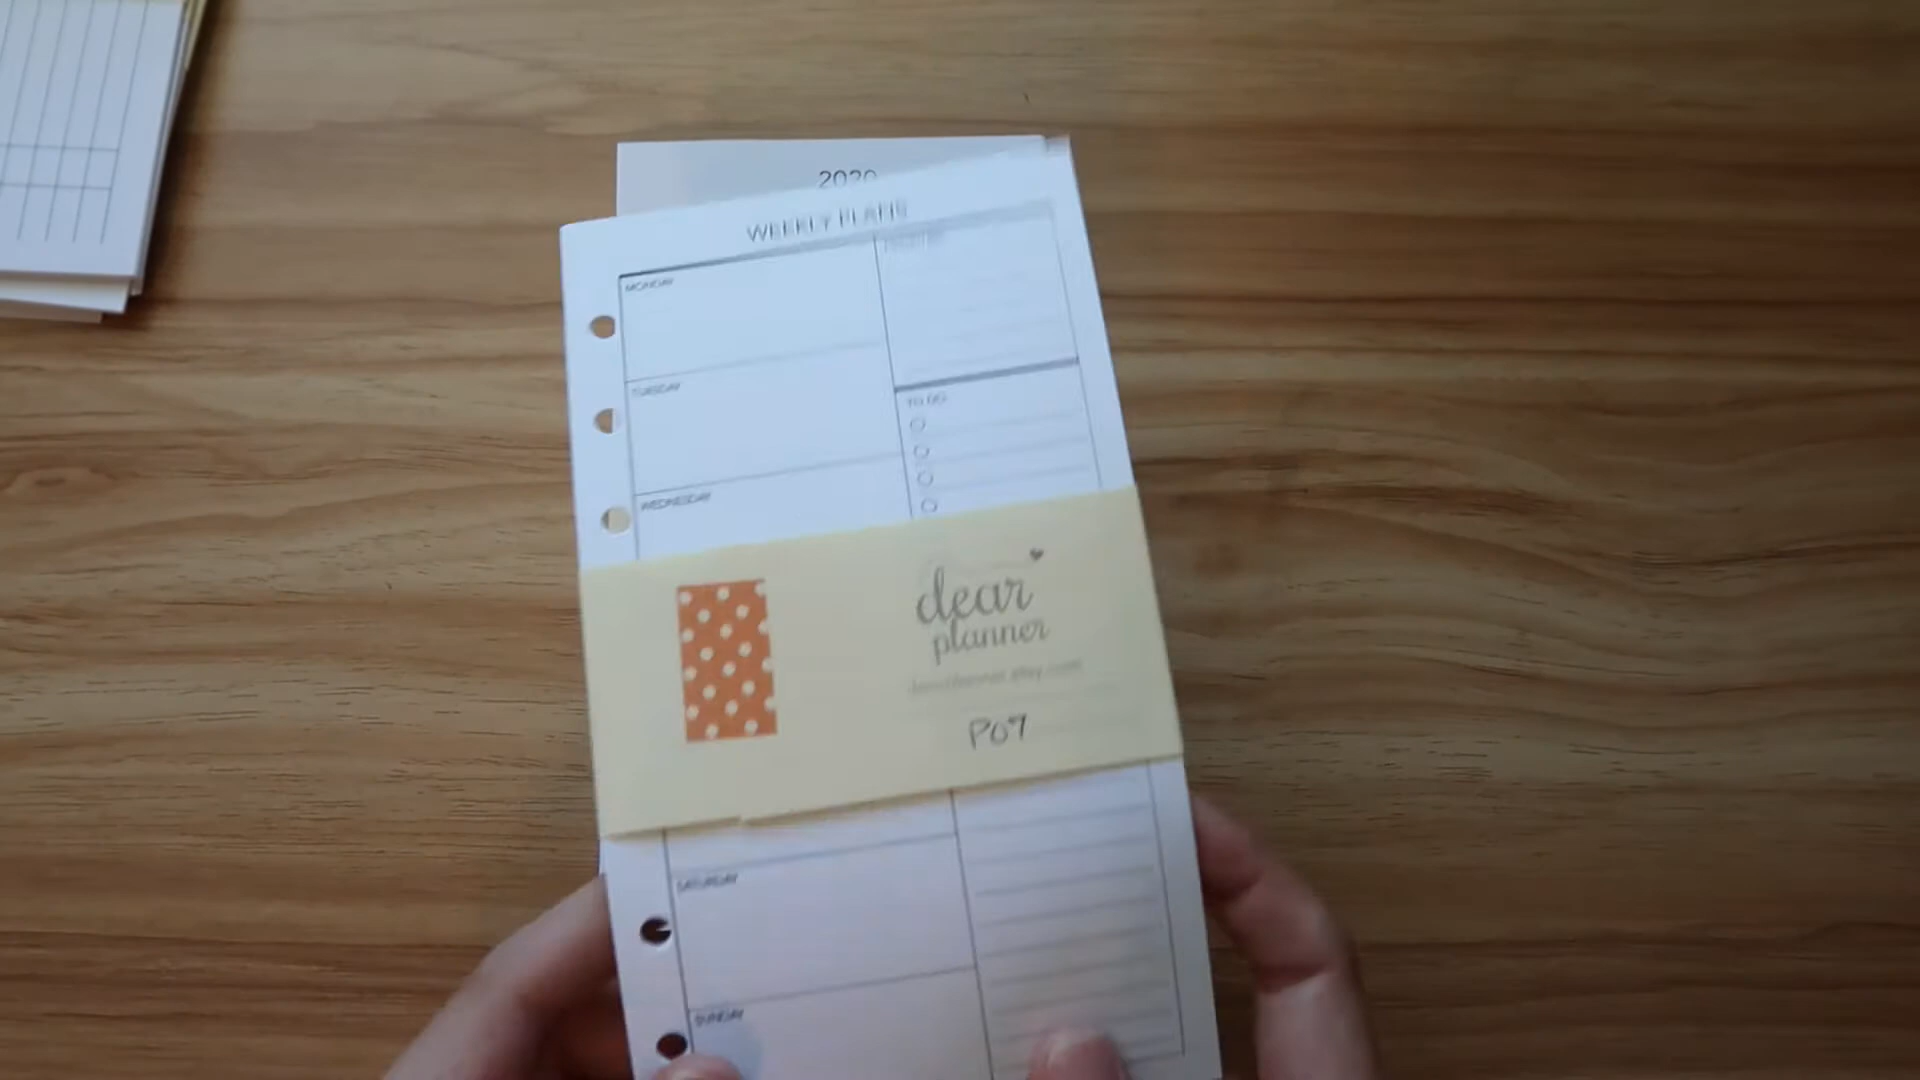 2020
WEEKLY PLANS
MONDAY
TUESDAY
TO DO
WEDNESDAY
dear
planner
P07
SATURDAY
SUNDAY